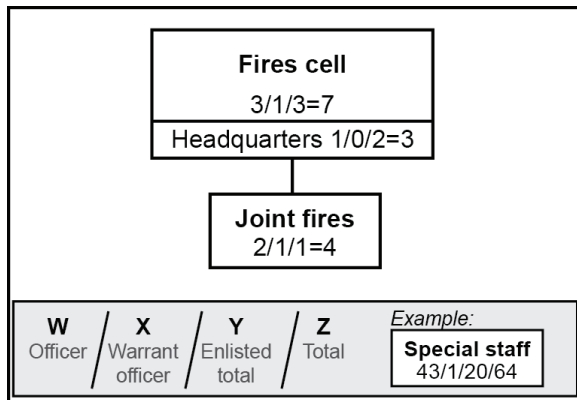 Fires cell
3/1/3=7
Headquarters 1/0/2=3
Joint fires
2/1/1=4
W
Officer
X
Warrant
officer
Y
Enlisted
total
Z
Total
Example:
Special staff
43/1/20/64